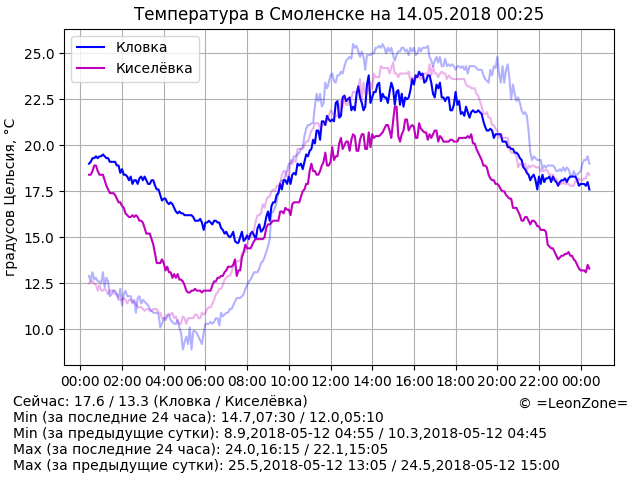 Температура в Смоленске на 14.05.2018 00:25
градусов Цельсия, °C
25.0
22.5
20.0
17.5
15.0
12.5
10.0
Кловка
Киселёвка
00:00 02:00 04:00 06:00 08:00 10:00 12:00 14:00 16:00 18:00 20:00 22:00 00:00
© =LeonZone=
Сейчас: 17.6 / 13.3 (Кловка / Киселёвка)
Min (за последние 24 часа): 14.7,07:30 / 12.0,05:10
Min (за предыдущие сутки): 8.9,2018-05-12 04:55 / 10.3,2018-05-12 04:45
Max (за последние 24 часа): 24.0,16:15 / 22.1,15:05
Max (за предыдущие сутки): 25.5,2018-05-12 13:05 / 24.5,2018-05-12 15:00